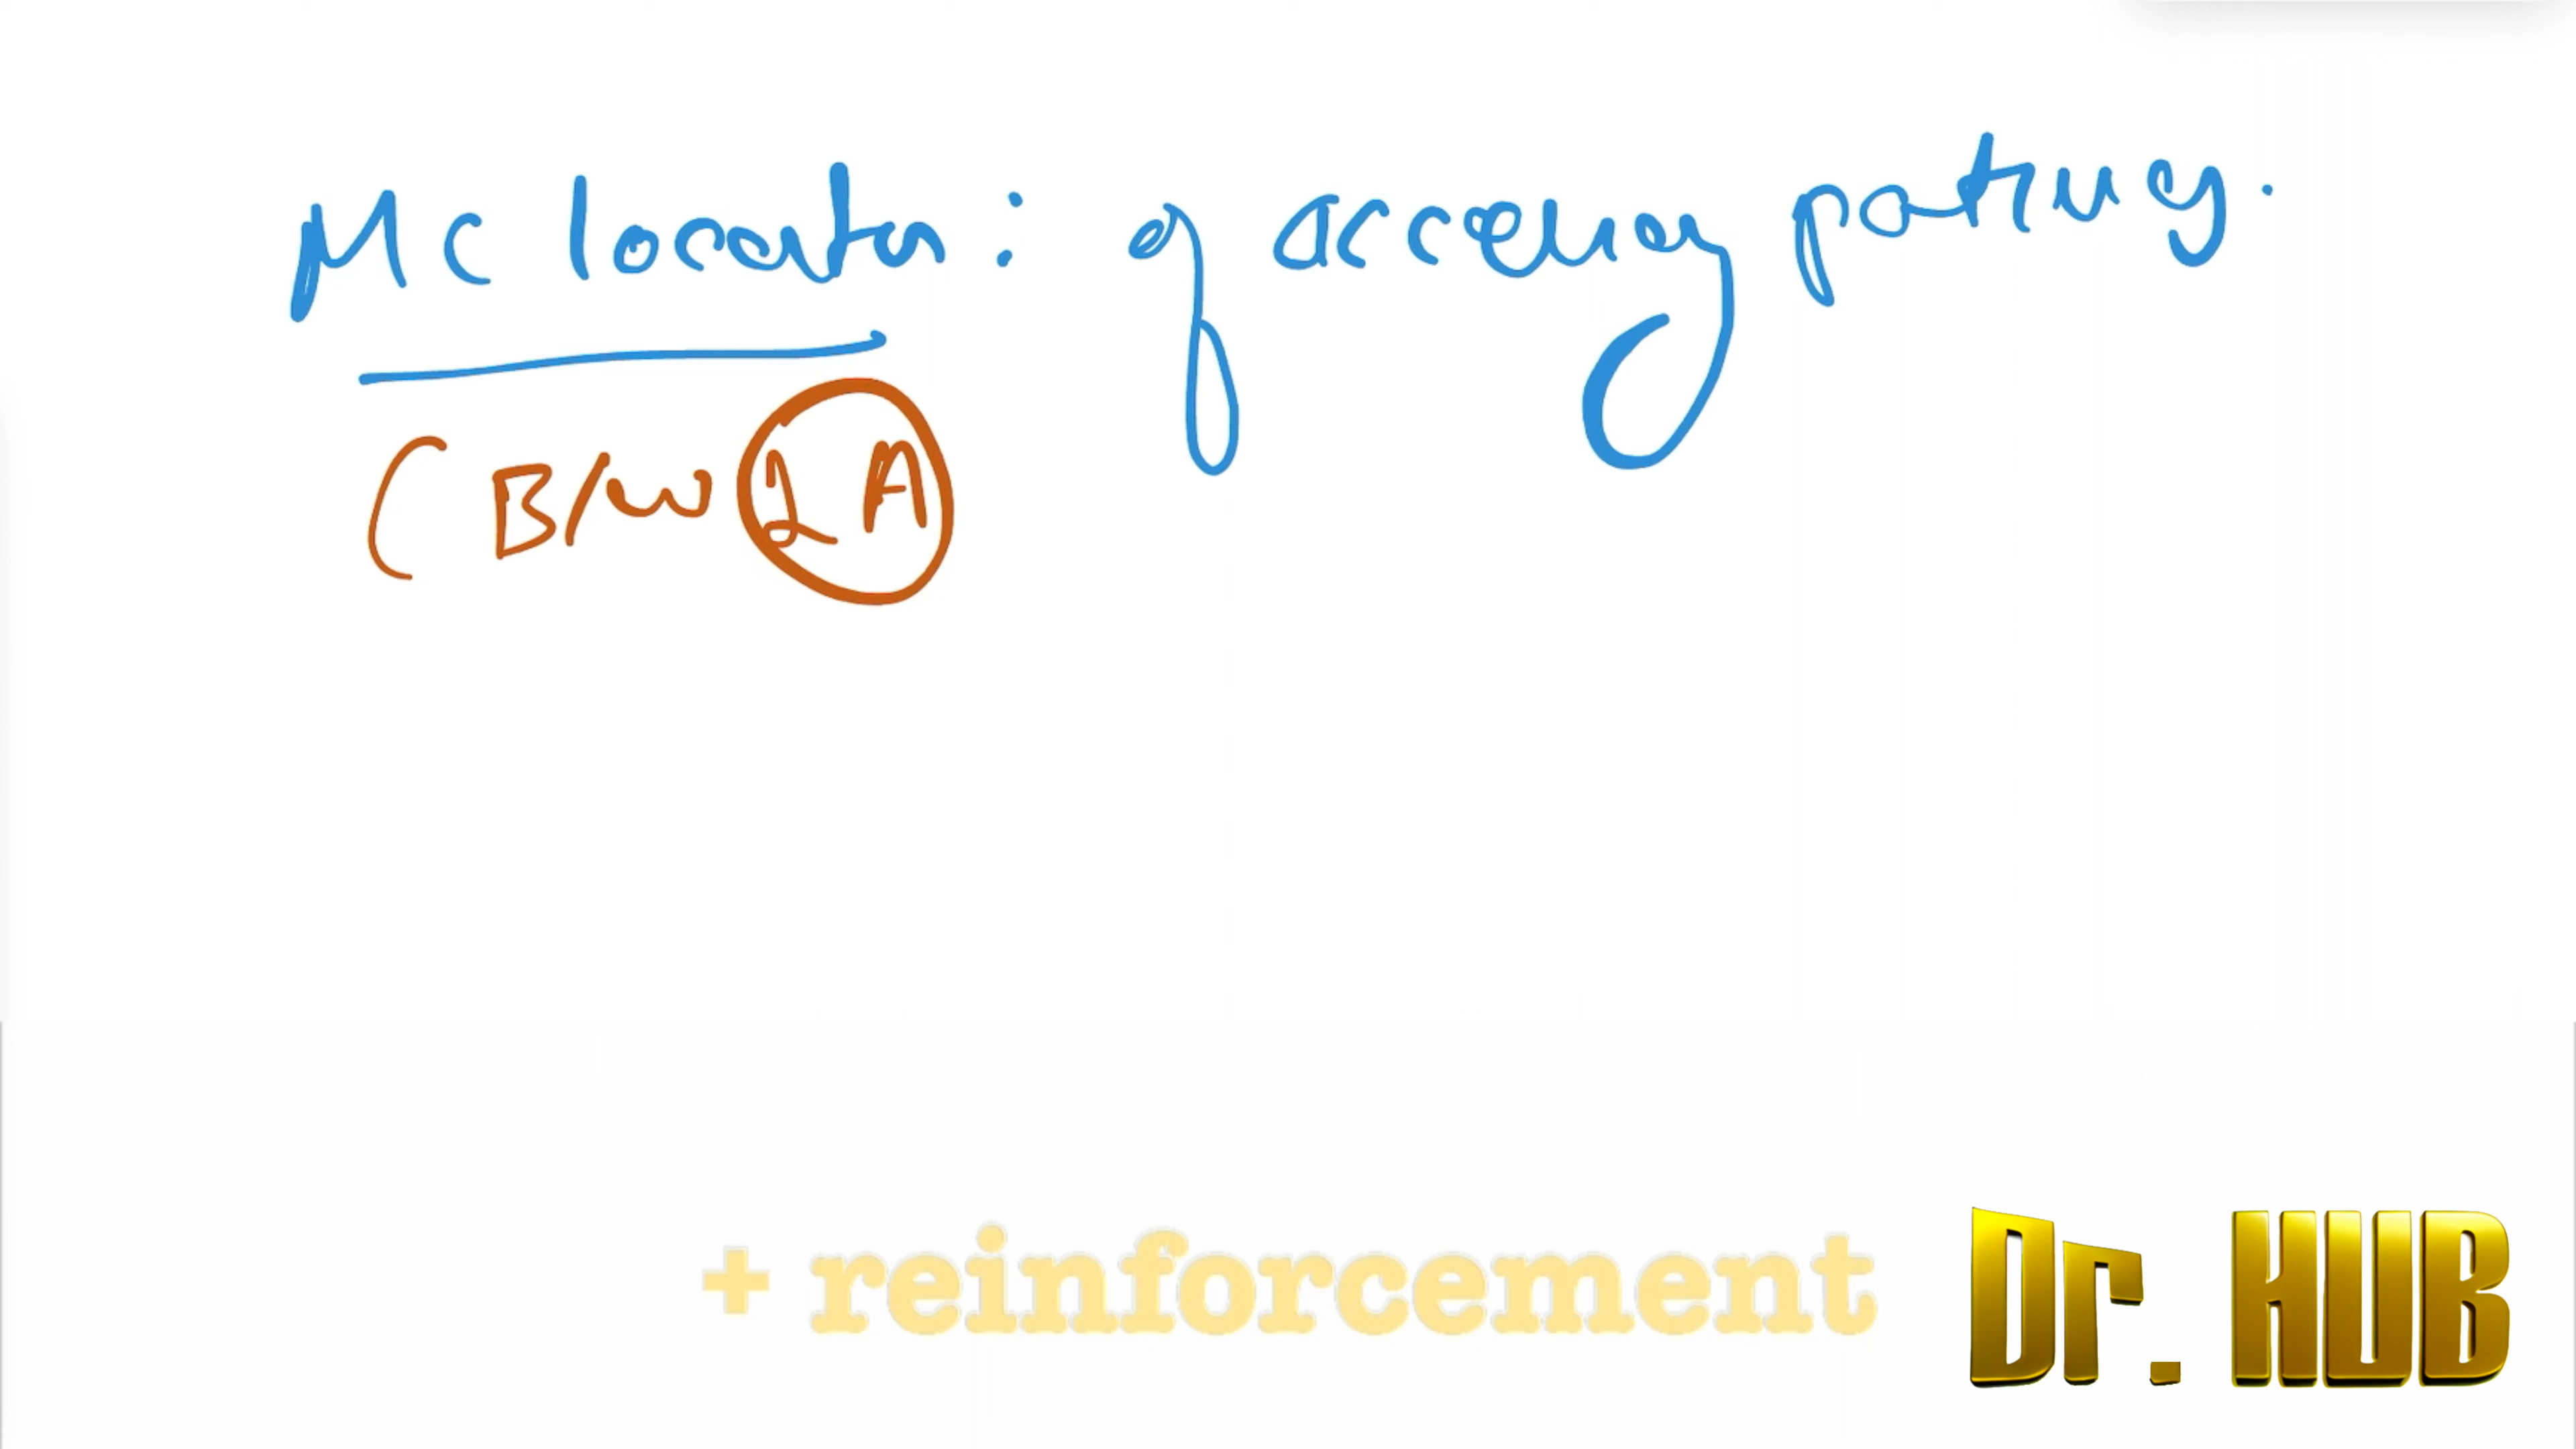 Mc location: of accessory pathway.
(B/w 2 A
+ reinforcement
Dr. HUB